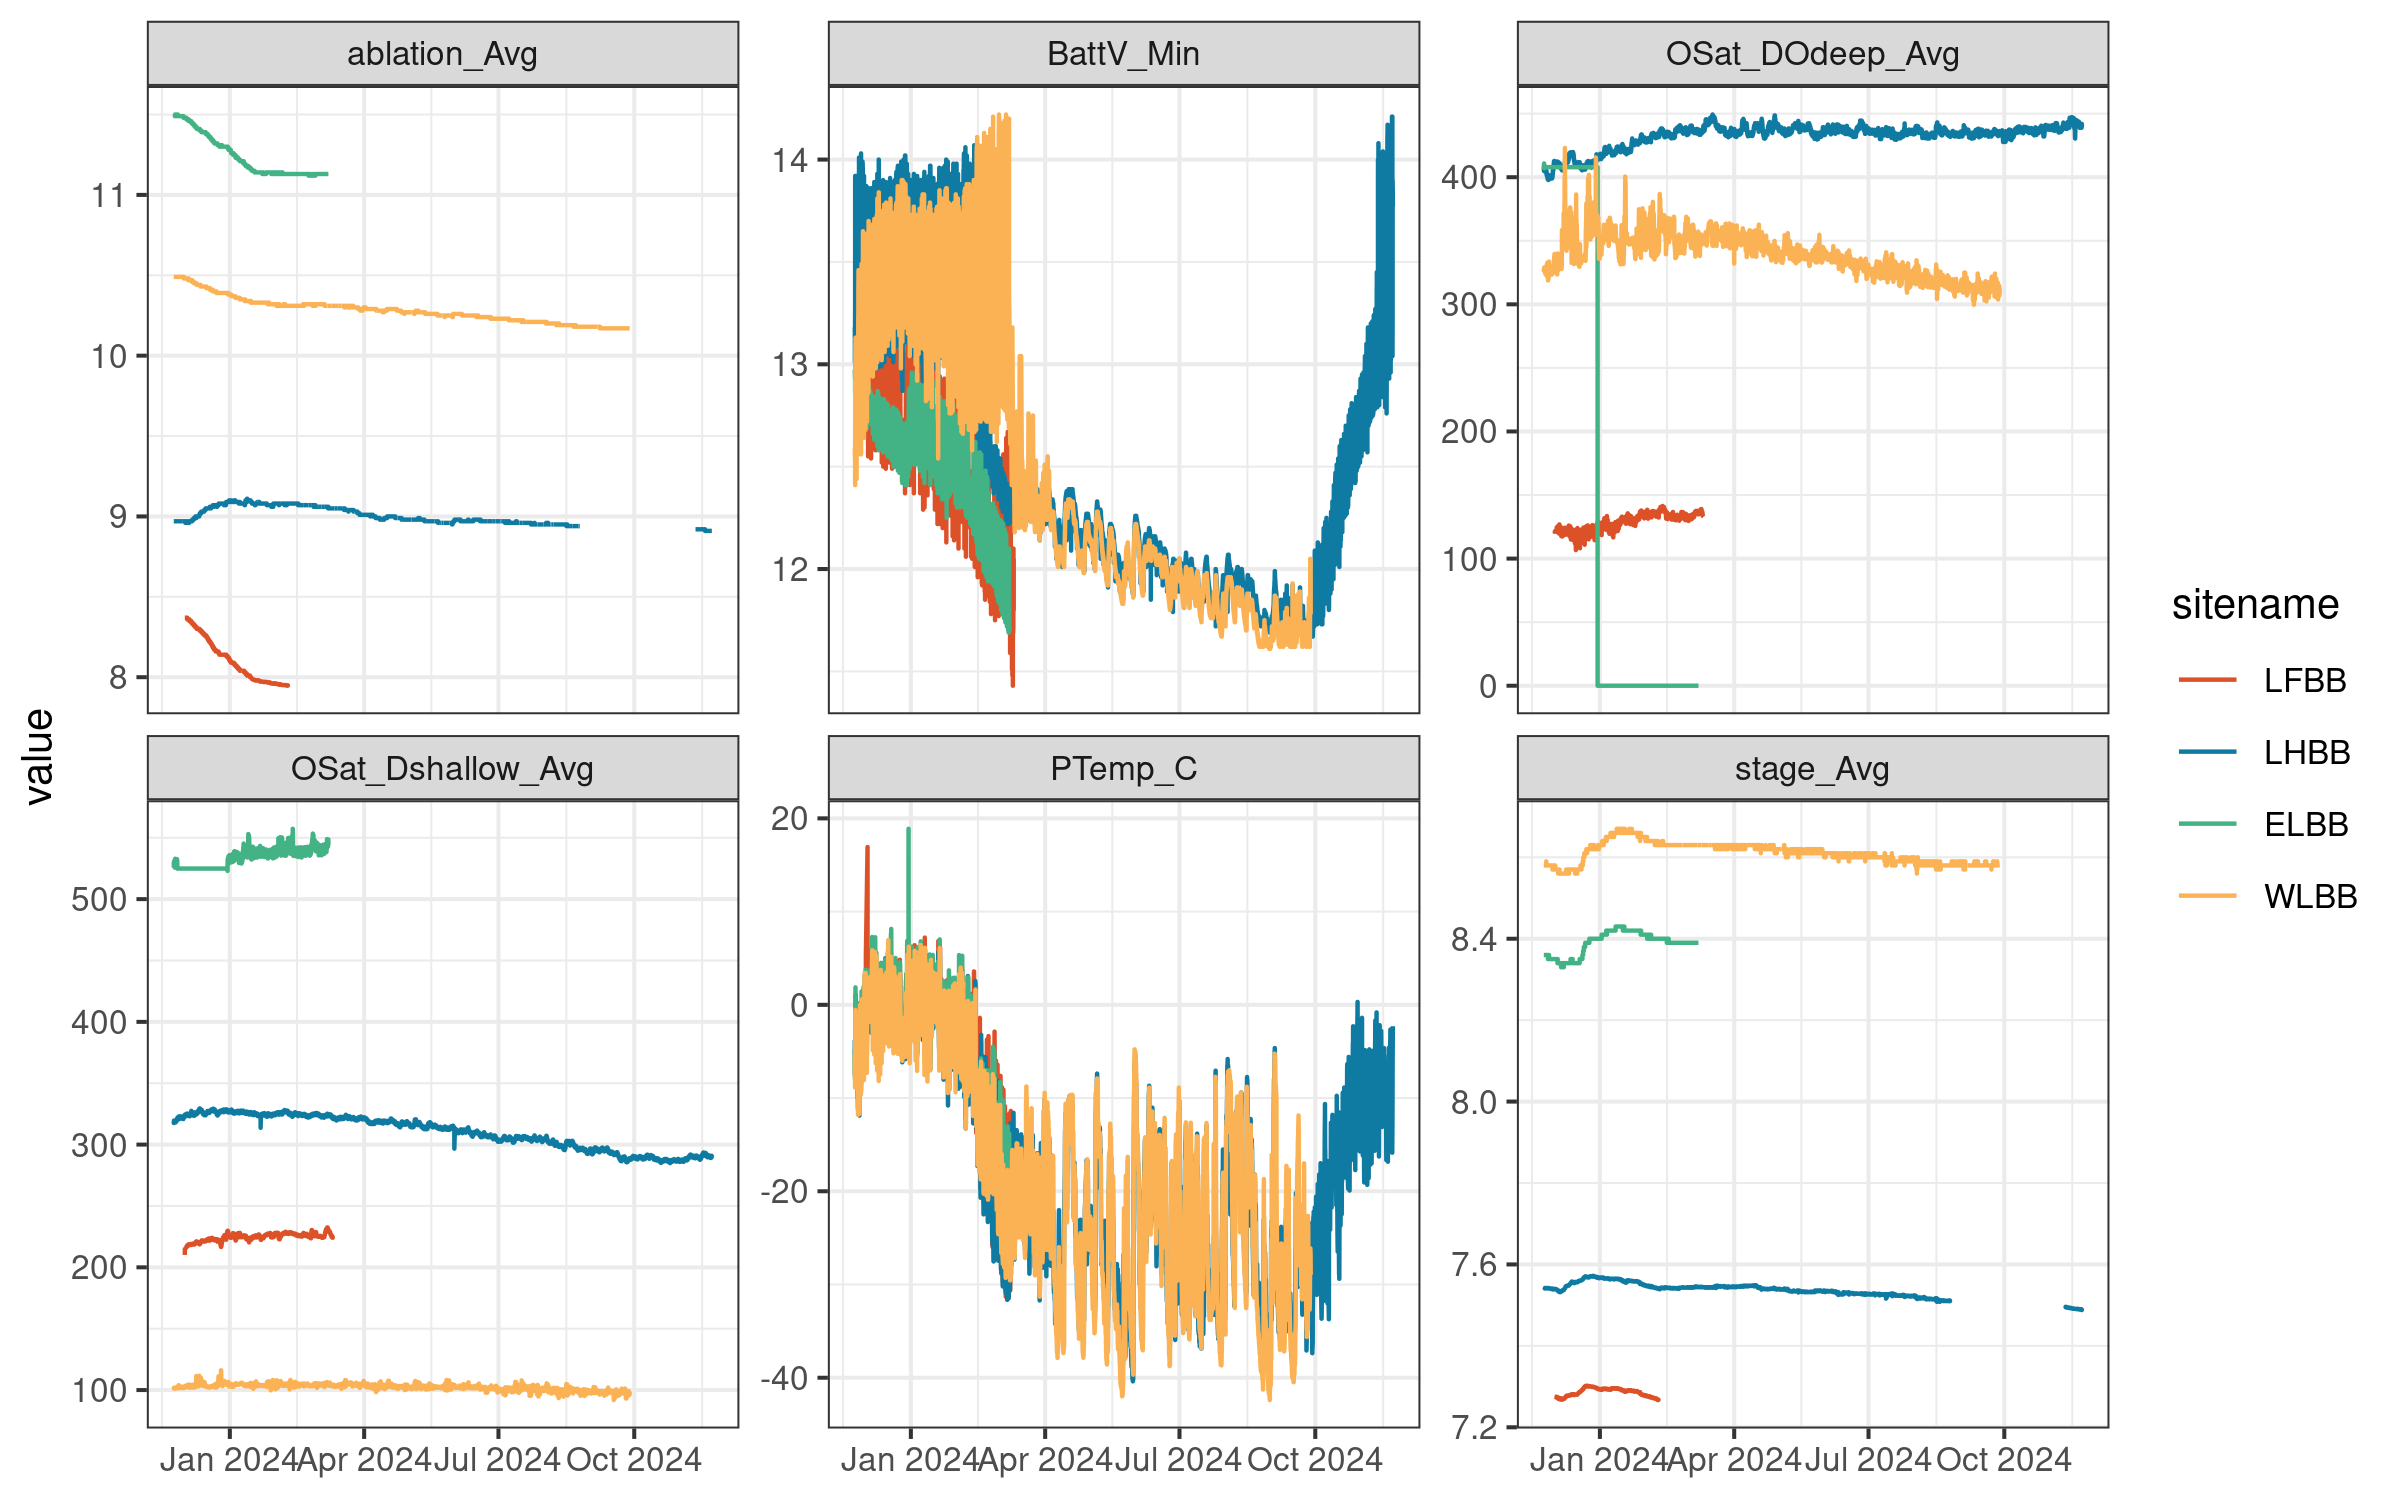 ablation_Avg
BattV_Min
OSat_DOdeep_Avg
11
10
9
8
14
13
12
400
300
200
100
0
value
OSat_Dshallow_Avg
PTemp_C
stage_Avg
500
400
300
200
100
20
0
-20
-40
8.4
8.0
7.6
7.2
Jan 2024 Apr 2024 Jul 2024 Oct 2024
Jan 2024 Apr 2024 Jul 2024 Oct 2024
Jan 2024 Apr 2024 Jul 2024 Oct 2024
sitename
LFBB
LHBB
ELBB
WLBB